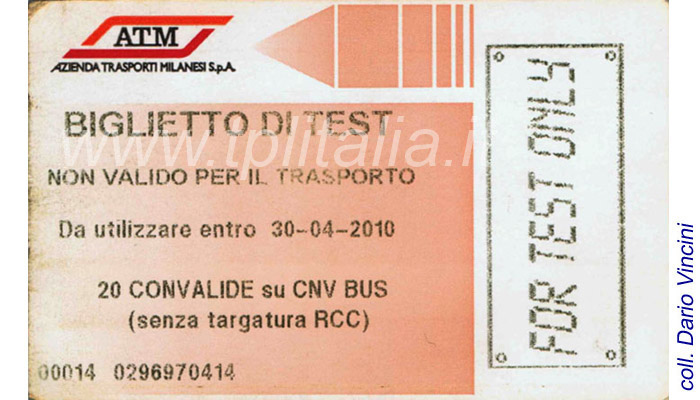 ATM
AZIENDA TRASPORTI MILANESI S.p.A.
BIGLIETTO DI TEST
www.tplitalia.it
NON VALIDO PER IL TRASPORTO
Da utilizzare entro 30-04-2010
20 CONVALIDE su CNV BUS
(senza targatura RCC)
00014 0296970414
FOR TEST ONLY
coll. Dario Vincini